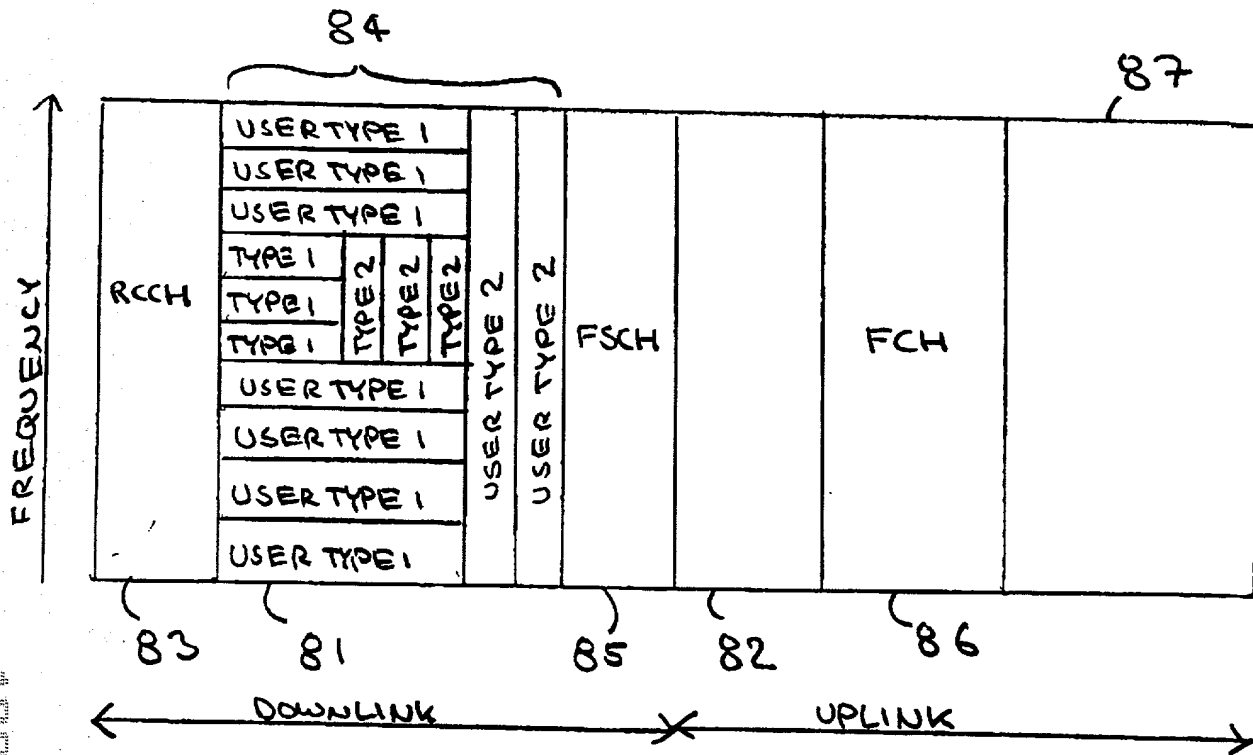 84
87
USER TYPE 1
USER TYPE 1
USER TYPE 1
TYPE 1
TYPE 1
TYPE 1
TYPE 2
TYPE 2
TYPE 2
USER TYPE 1
USER TYPE 1
USER TYPE 1
USER TYPE 1
USER TYPE 2
USER TYPE 2
FREQUENCY
RCCH
FSCH
FCH
83
81
85
82
86
DOWNLINK
UPLINK